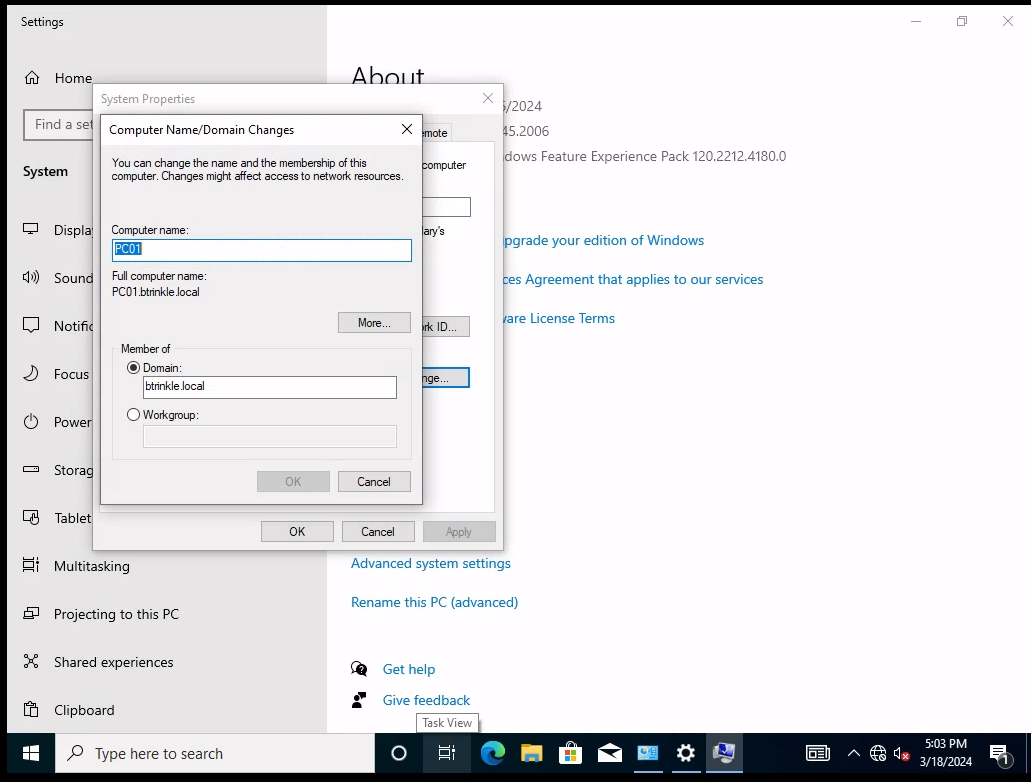 Settings
Home
Find a set
System
Display
Sound
Notific
Focus
Power
Storag
Tablet
Multitasking
Projecting to this PC
Shared experiences
Clipboard
About
/2024
45.2006
dows Feature Experience Pack 120.2212.4180.0
pgrade your edition of Windows
ces Agreement that applies to our services
ware License Terms
Advanced system settings
Rename this PC (advanced)
Get help
Give feedback
System Properties
emote
computer
ary's
rk ID...
nge...
OK
Cancel
Apply
Computer Name/Domain Changes
You can change the name and the membership of this
computer. Changes might affect access to network resources.
Computer name:
PC01
Full computer name:
PC01.btrinkle.local
More...
Member of
Domain:
btrinkle.local
Workgroup:
OK
Cancel
Task View
Type here to search
5:03 PM
3/18/2024
1